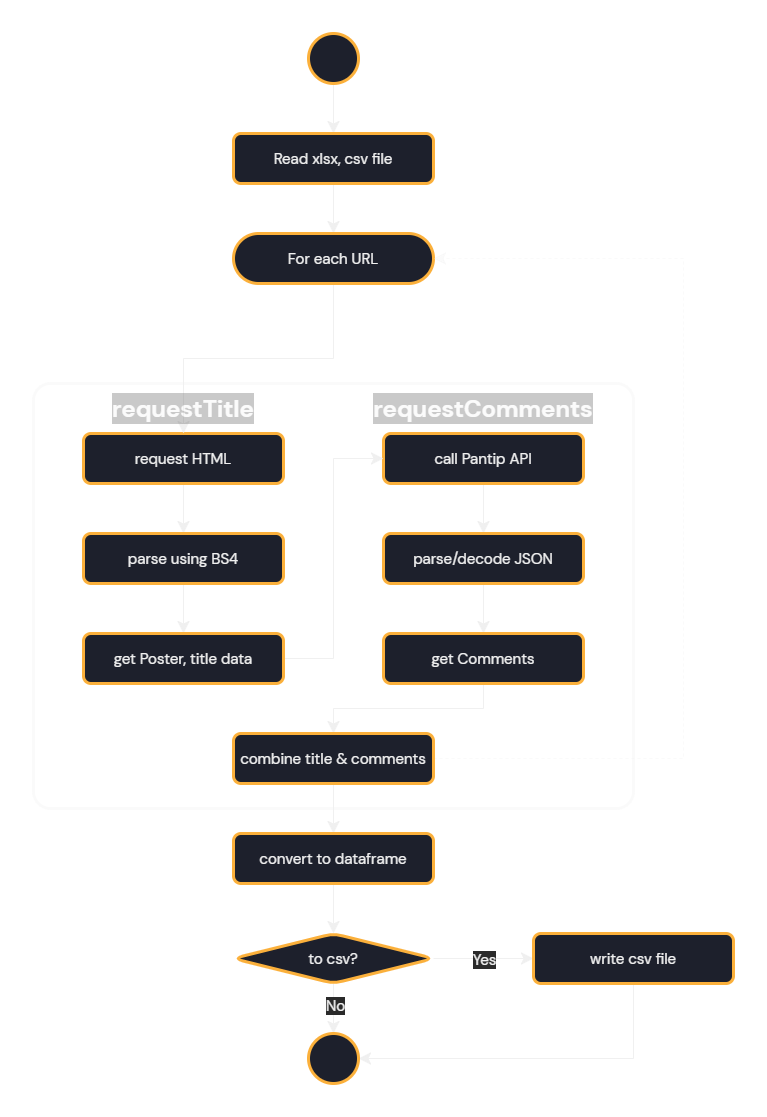 Read xlsx, csv file
For each URL
requestTitle
requestComments
request HTML
call Pantip API
parse using BS4
parse/decode JSON
get Poster, title data
get Comments
combine title & comments
convert to dataframe
to csv?
Yes
write csv file
No